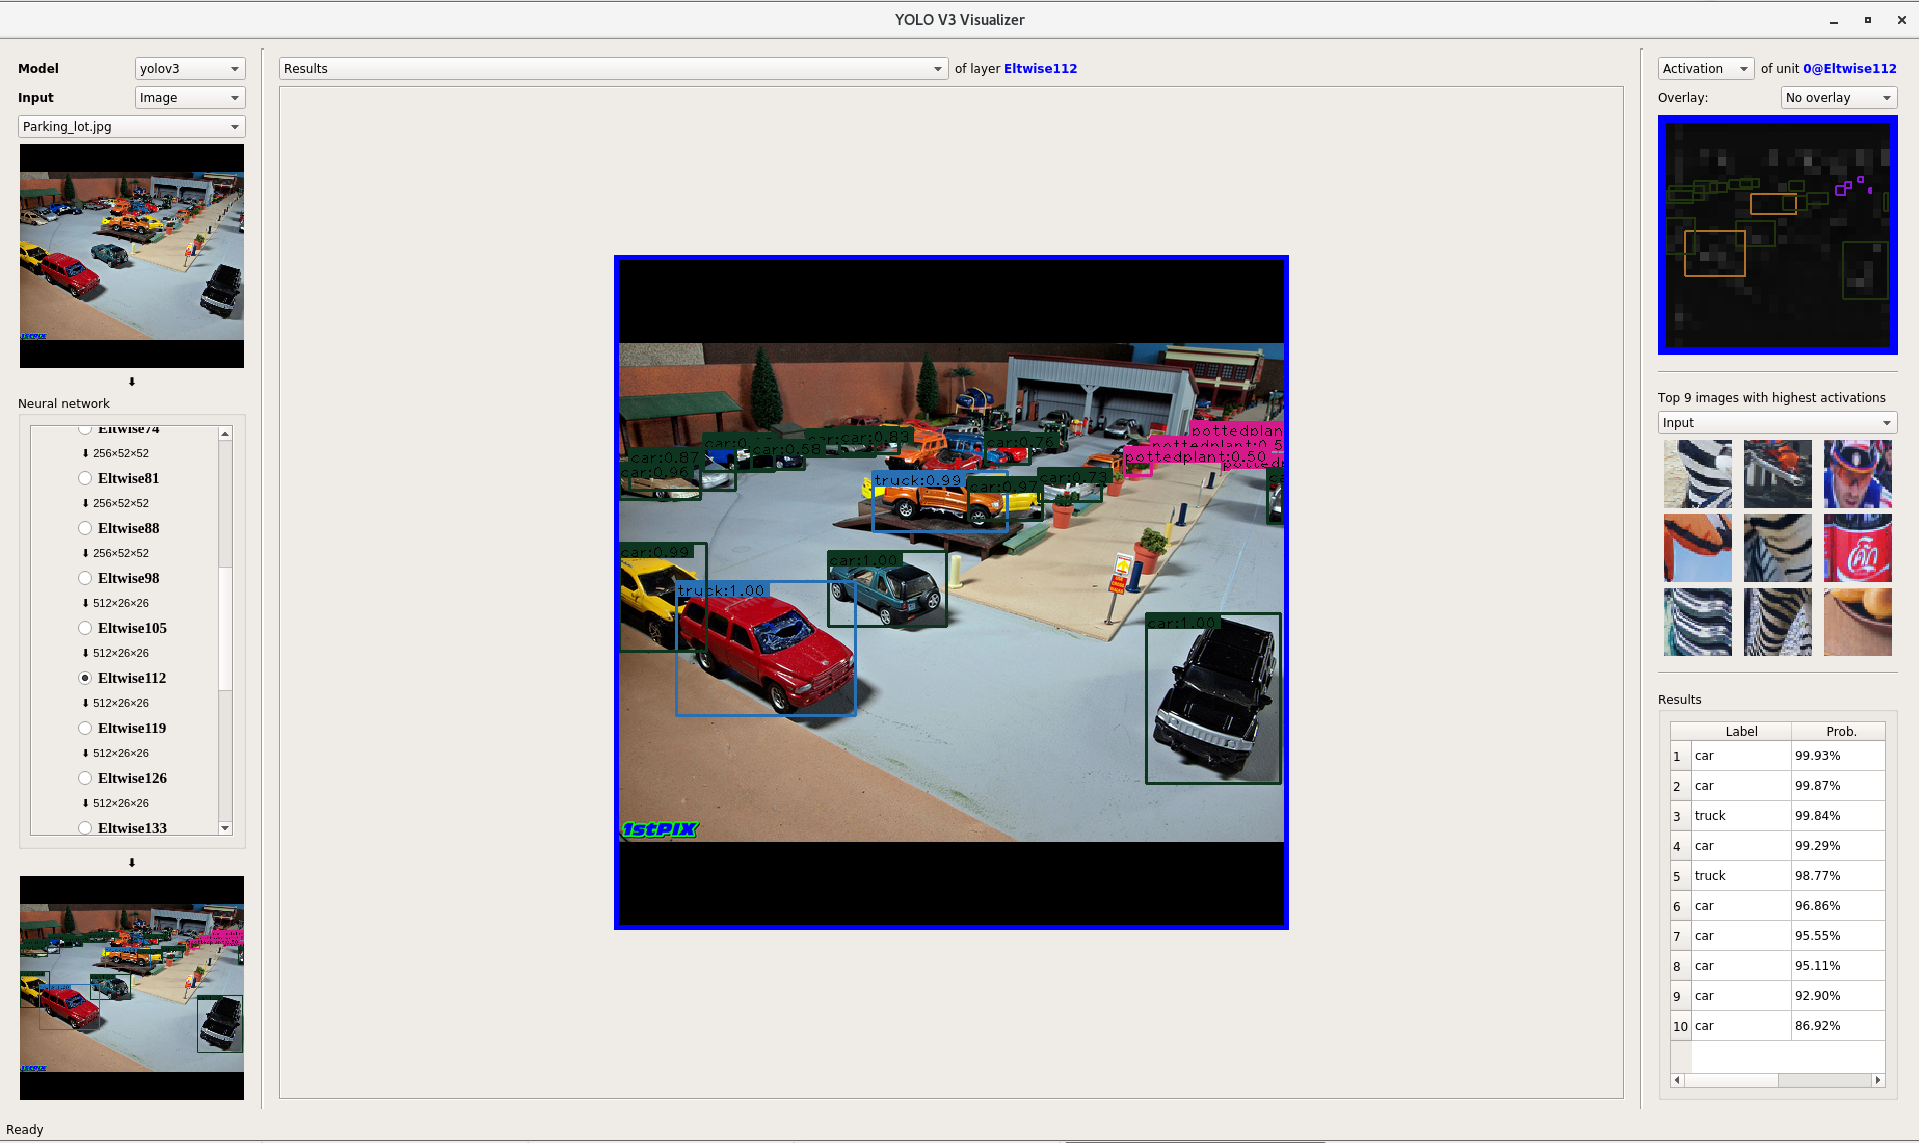 YOLO V3 Visualizer
Model
yolov3
Input
Image
Parking_lot.jpg
Neural network
Eltwise74
256×52×52
Eltwise81
256×52×52
Eltwise88
256×52×52
Eltwise98
512×26×26
Eltwise105
512×26×26
Eltwise112
512×26×26
Eltwise119
512×26×26
Eltwise126
512×26×26
Eltwise133
Ready
Results
of layer Eltwise112
pottedplan
car:0.83
car:0.76
pottedplant:0.5
car:0.58
car:0.87
pottedplant:0.50
car:0.96
truck:0.99
car:0.97
car:0.73
car:0.99
car:1.00
truck:1.00
car:1.00
1stPIX
Activation
of unit 0@Eltwise112
Overlay:
No overlay
Top 9 images with highest activations
Input
Results
Label Prob.
1 car 99.93%
2 car 99.87%
3 truck 99.84%
4 car 99.29%
5 truck 98.77%
6 car 96.86%
7 car 95.55%
8 car 95.11%
9 car 92.90%
10 car 86.92%